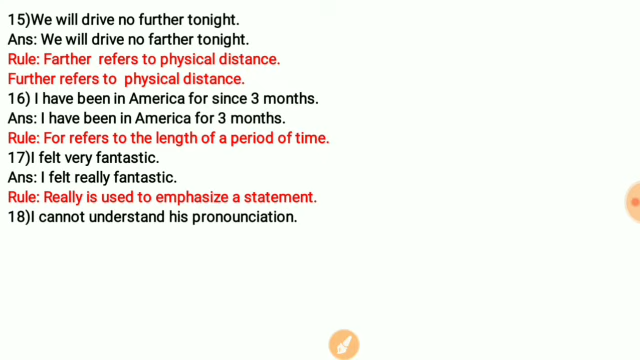 15)We will drive no further tonight.
Ans: We will drive no farther tonight.
Rule: Farther refers to physical distance.
Further refers to physical distance.
16) I have been in America for since 3 months.
Ans: I have been in America for 3 months.
Rule: For refers to the length of a period of time.
17)I felt very fantastic.
Ans: I felt really fantastic.
Rule: Really is used to emphasize a statement.
18)I cannot understand his pronounciation.